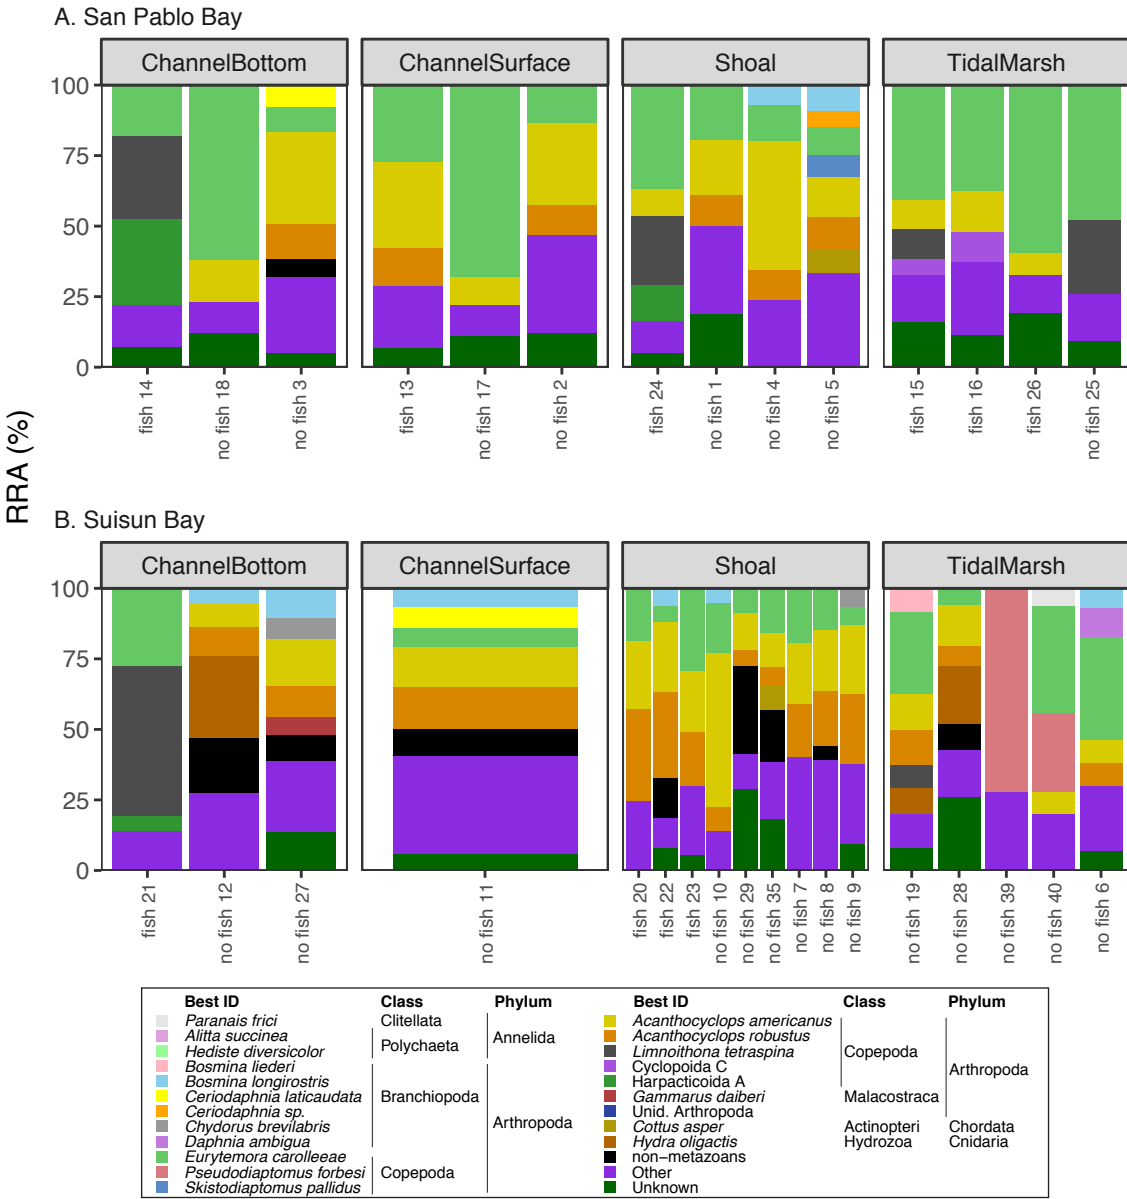 A. San Pablo Bay
ChannelBottom
ChannelSurface
Shoal
TidalMarsh
100
75
50
25
0
fish 14
no fish 18
no fish 3
fish 13
no fish 17
no fish 2
fish 24
no fish 1
no fish 4
no fish 5
fish 15
fish 16
fish 26
no fish 25
RRA (%)
B. Suisun Bay
ChannelBottom
ChannelSurface
Shoal
TidalMarsh
100
75
50
25
0
fish 21
no fish 12
no fish 27
no fish 11
fish 20
fish 22
fish 23
no fish 10
no fish 29
no fish 35
no fish 7
no fish 8
no fish 9
no fish 19
no fish 28
no fish 39
no fish 40
no fish 6
Best ID Class Phylum
Paranais frici Clitellata
Alitta succinea
Hediste diversicolor
Polychaeta
Annelida
Bosmina liederi
Bosmina longirostris
Ceriodaphnia laticaudata
Ceriodaphnia sp.
Chydorus brevilabris
Daphnia ambigua
Branchiopoda
Eurytemora carolleeae
Pseudodiaptomus forbesi
Skistodiaptomus pallidus
Copepoda
Arthropoda
Best ID Class Phylum
Acanthocyclops americanus
Acanthocyclops robustus
Limnoithona tetraspina
Cyclopoida C
Harpacticoida A
Copepoda
Gammarus daiberi Malacostraca
Unid. Arthropoda
Arthropoda
Cottus asper Actinopteri Chordata
Hydra oligactis Hydrozoa Cnidaria
non−metazoans
Other
Unknown